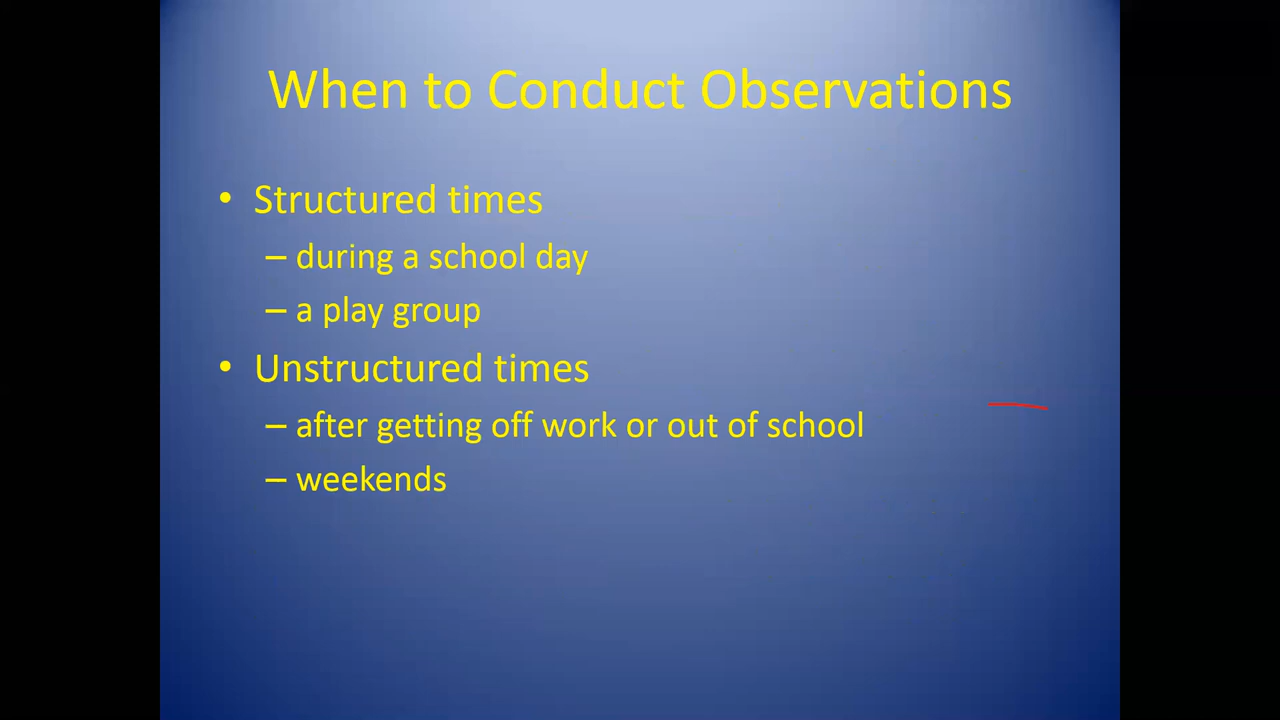 When to Conduct Observations
• Structured times
– during a school day
– a play group
• Unstructured times
– after getting off work or out of school
– weekends